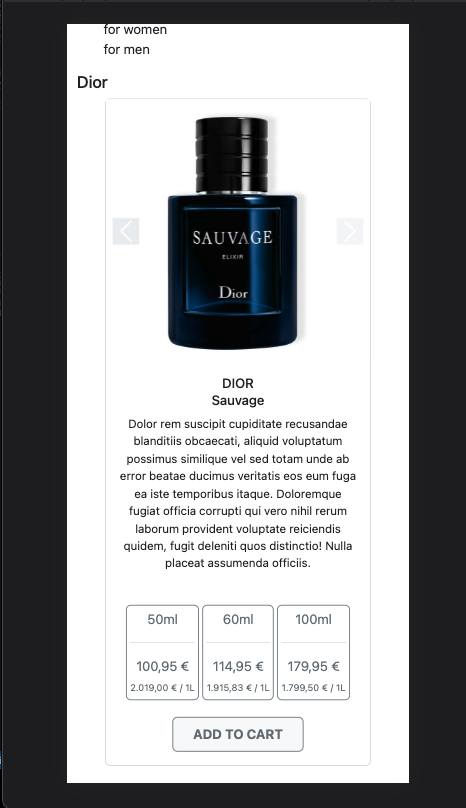 for women
for men
Dior
SAUVAGE
ELIXIR
Dior
DIOR
Sauvage
Dolor rem suscipit cupiditate recusandae
blanditiis obcaecati, aliquid voluptatum
possimus similique vel sed totam unde ab
error beatae ducimus veritatis eos eum fuga
ea iste temporibus itaque. Doloremque
fugiat officia corrupti qui vero nihil rerum
laborum provident voluptate reiciendis
quidem, fugit deleniti quos distinctio! Nulla
placeat assumenda officiis.
50ml 60ml 100ml
100,95 € 114,95 € 179,95 €
2.019,00 € / 1L 1.915,83 € / 1L 1.799,50 € / 1L
ADD TO CART